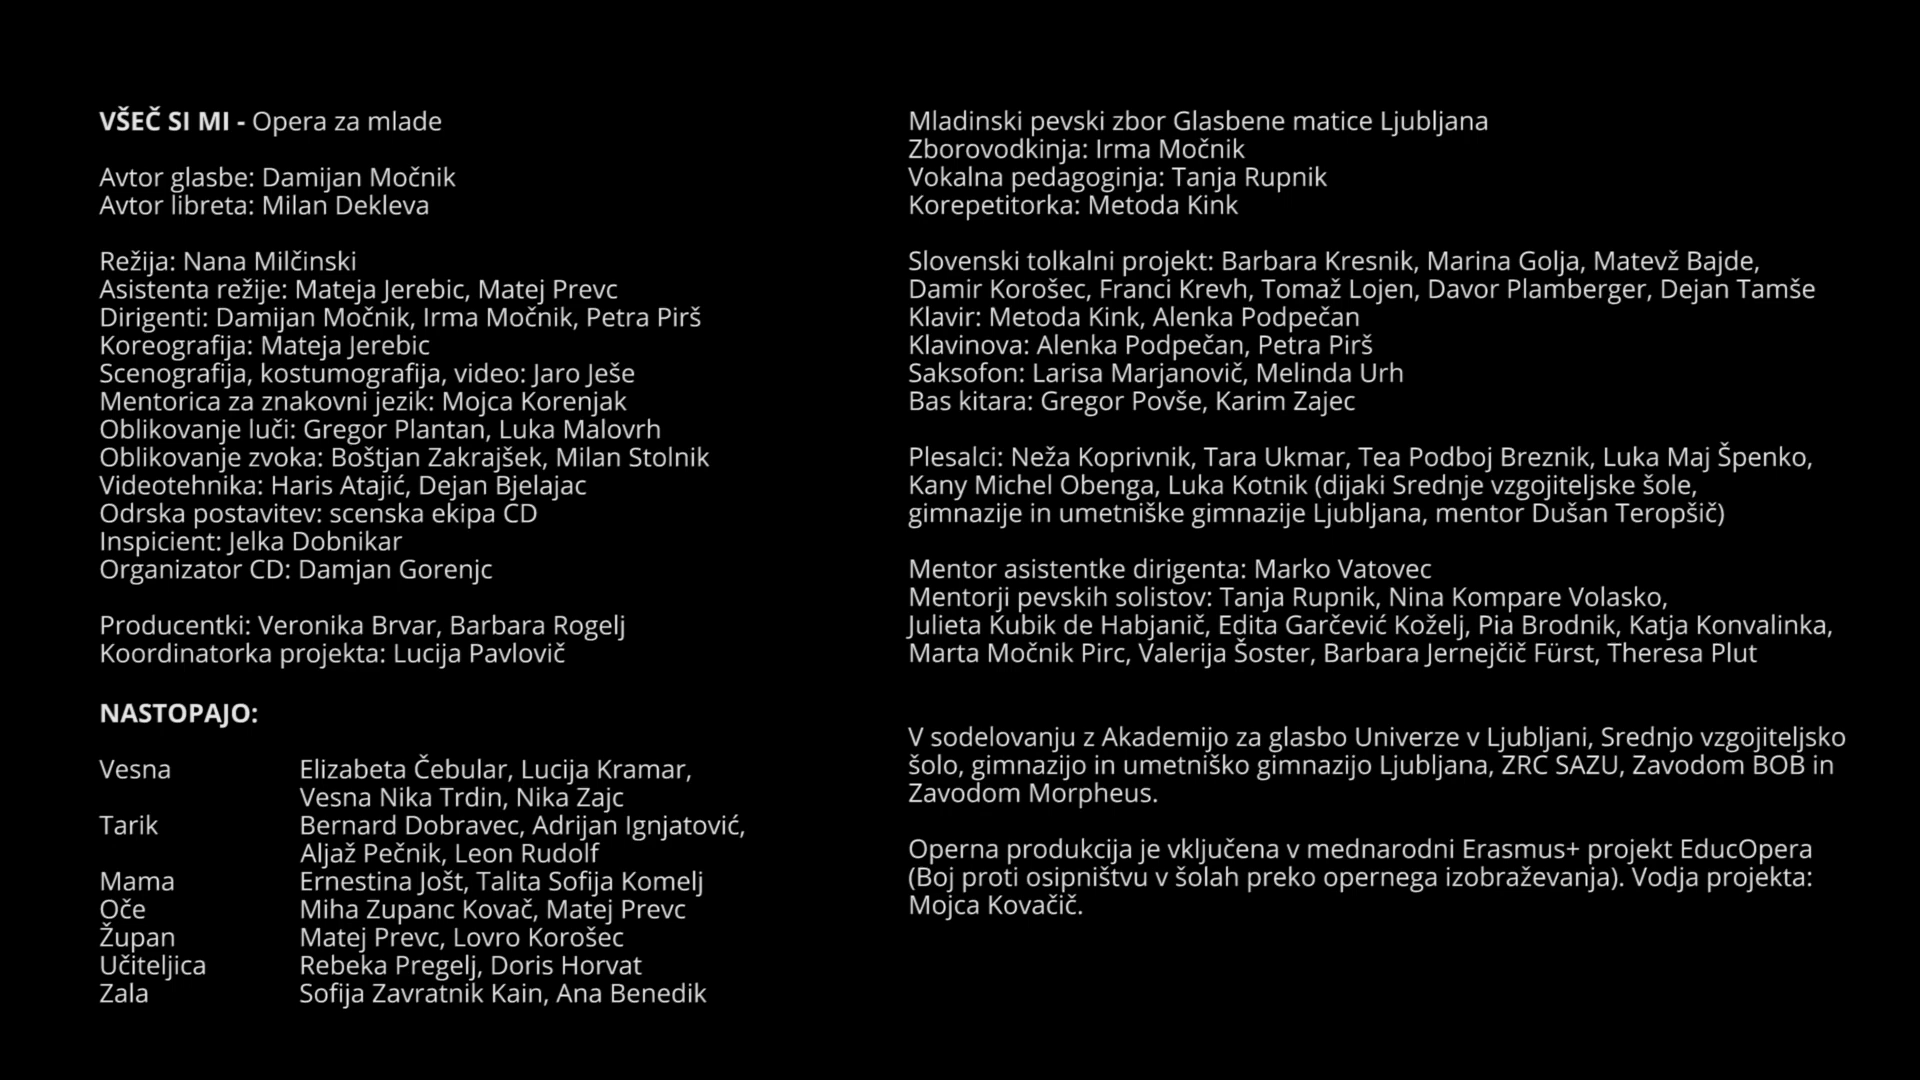 VŠEČ SI MI - Opera za mlade
Avtor glasbe: Damijan Močnik
Avtor libreta: Milan Dekleva
Režija: Nana Milčinski
Asistenta režije: Mateja Jerebic, Matej Prevc
Dirigenti: Damijan Močnik, Irma Močnik, Petra Pirš
Koreografija: Mateja Jerebic
Scenografija, kostumografija, video: Jaro Ješe
Mentorica za znakovni jezik: Mojca Korenjak
Oblikovanje luči: Gregor Plantan, Luka Malovrh
Oblikovanje zvoka: Boštjan Zakrajšek, Milan Stolnik
Videotehnika: Haris Atajić, Dejan Bjelajac
Odrska postavitev: scenska ekipa CD
Inspicient: Jelka Dobnikar
Organizator CD: Damjan Gorenjc
Producentki: Veronika Brvar, Barbara Rogelj
Koordinatorka projekta: Lucija Pavlovič
NASTOPAJO:
Vesna Elizabeta Čebular, Lucija Kramar,
Vesna Nika Trdin, Nika Zajc
Tarik Bernard Dobravec, Adrijan Ignjatović,
Aljaž Pečnik, Leon Rudolf
Mama Ernestina Jošt, Talita Sofija Komelj
Oče Miha Zupanc Kovač, Matej Prevc
Župan Matej Prevc, Lovro Korošec
Učiteljica Rebeka Pregelj, Doris Horvat
Zala Sofija Zavratnik Kain, Ana Benedik
Mladinski pevski zbor Glasbene matice Ljubljana
Zborovodkinja: Irma Močnik
Vokalna pedagoginja: Tanja Rupnik
Korepetitorka: Metoda Kink
Slovenski tolkalni projekt: Barbara Kresnik, Marina Golja, Matevž Bajde,
Damir Korošec, Franci Krevh, Tomaž Lojen, Davor Plamberger, Dejan Tamše
Klavir: Metoda Kink, Alenka Podpečan
Klavinova: Alenka Podpečan, Petra Pirš
Saksofon: Larisa Marjanovič, Melinda Urh
Bas kitara: Gregor Povše, Karim Zajec
Plesalci: Neža Koprivnik, Tara Ukmar, Tea Podboj Breznik, Luka Maj Špenko,
Kany Michel Obenga, Luka Kotnik (dijaki Srednje vzgojiteljske šole,
gimnazije in umetniške gimnazije Ljubljana, mentor Dušan Teropšič)
Mentor asistentke dirigenta: Marko Vatovec
Mentorji pevskih solistov: Tanja Rupnik, Nina Kompare Volasko,
Julieta Kubik de Habjanič, Edita Garčević Koželj, Pia Brodnik, Katja Konvalinka,
Marta Močnik Pirc, Valerija Šoster, Barbara Jernejčič Fürst, Theresa Plut
V sodelovanju z Akademijo za glasbo Univerze v Ljubljani, Srednjo vzgojiteljsko
šolo, gimnazijo in umetniško gimnazijo Ljubljana, ZRC SAZU, Zavodom BOB in
Zavodom Morpheus.
Operna produkcija je vključena v mednarodni Erasmus+ projekt EducOpera
(Boj proti osipništvu v šolah preko opernega izobraževanja). Vodja projekta:
Mojca Kovačič.